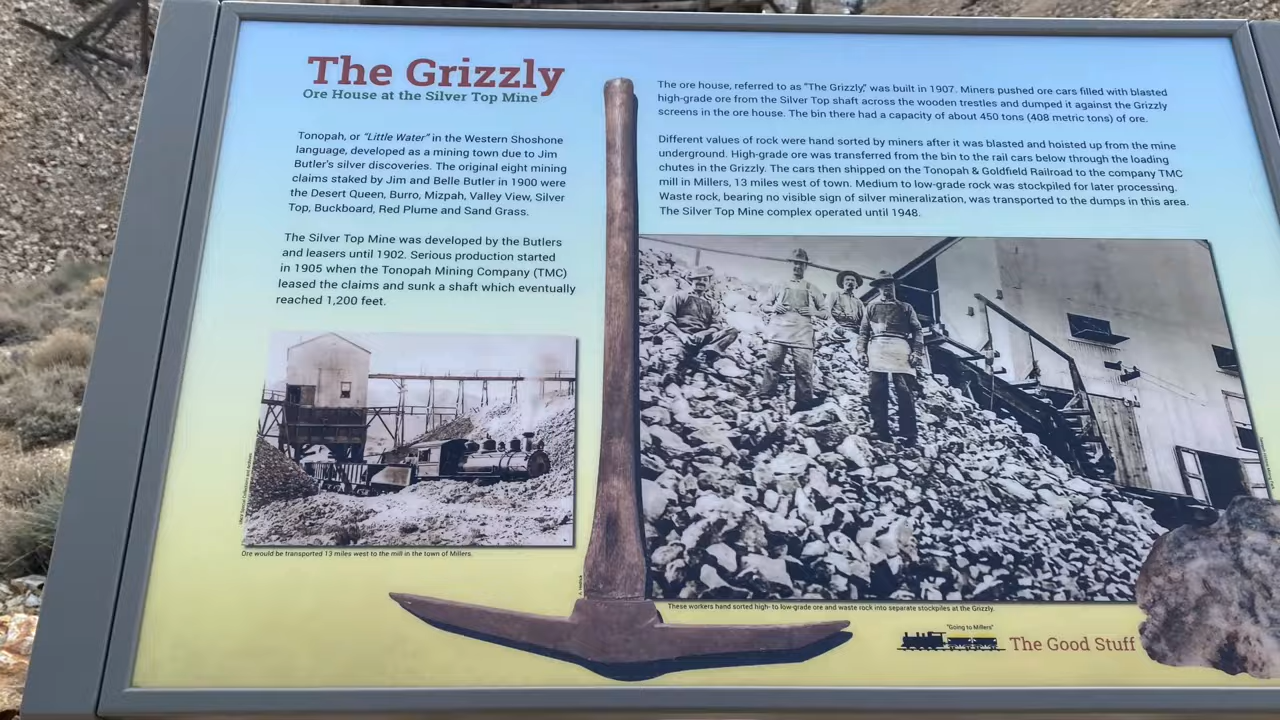 The Grizzly
Ore House at the Silver Top Mine
Tonopah, or "Little Water" in the Western Shoshone
language, developed as a mining town due to Jim
Butler's silver discoveries. The original eight mining
claims staked by Jim and Belle Butler in 1900 were
the Desert Queen, Burro, Mizpah, Valley View, Silver
Top, Buckboard, Red Plume and Sand Grass.
The Silver Top Mine was developed by the Butlers
and leasers until 1902. Serious production started
in 1905 when the Tonopah Mining Company (TMC)
leased the claims and sunk a shaft which eventually
reached 1,200 feet.
Ore would be transported 13 miles west to the mill in the town of Millers.
The ore house, referred to as "The Grizzly," was built in 1907. Miners pushed ore cars filled with blasted
high-grade ore from the Silver Top shaft across the wooden trestles and dumped it against the Grizzly
screens in the ore house. The bin there had a capacity of about 450 tons (408 metric tons) of ore.
Different values of rock were hand sorted by miners after it was blasted and hoisted up from the mine
underground. High-grade ore was transferred from the bin to the rail cars below through the loading
chutes in the Grizzly. The cars then shipped on the Tonopah & Goldfield Railroad to the company TMC
mill in Millers, 13 miles west of town. Medium to low-grade rock was stockpiled for later processing.
Waste rock, bearing no visible sign of silver mineralization, was transported to the dumps in this area.
The Silver Top Mine complex operated until 1948.
These workers hand sorted high- to low-grade ore and waste rock into separate stockpiles at the Grizzly.
"Going to Millers"
The Good Stuff